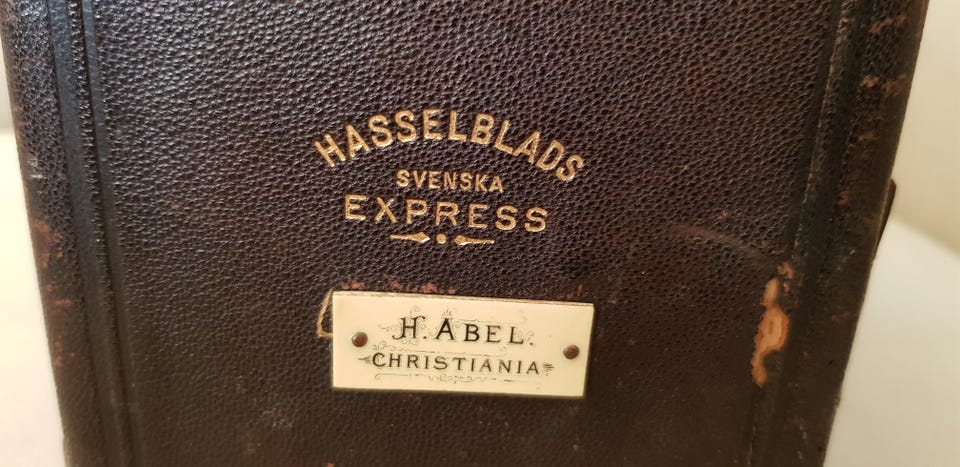 HASSELBLADS
SVENSKA
EXPRESS
H. ABEL.
CHRISTIANIA